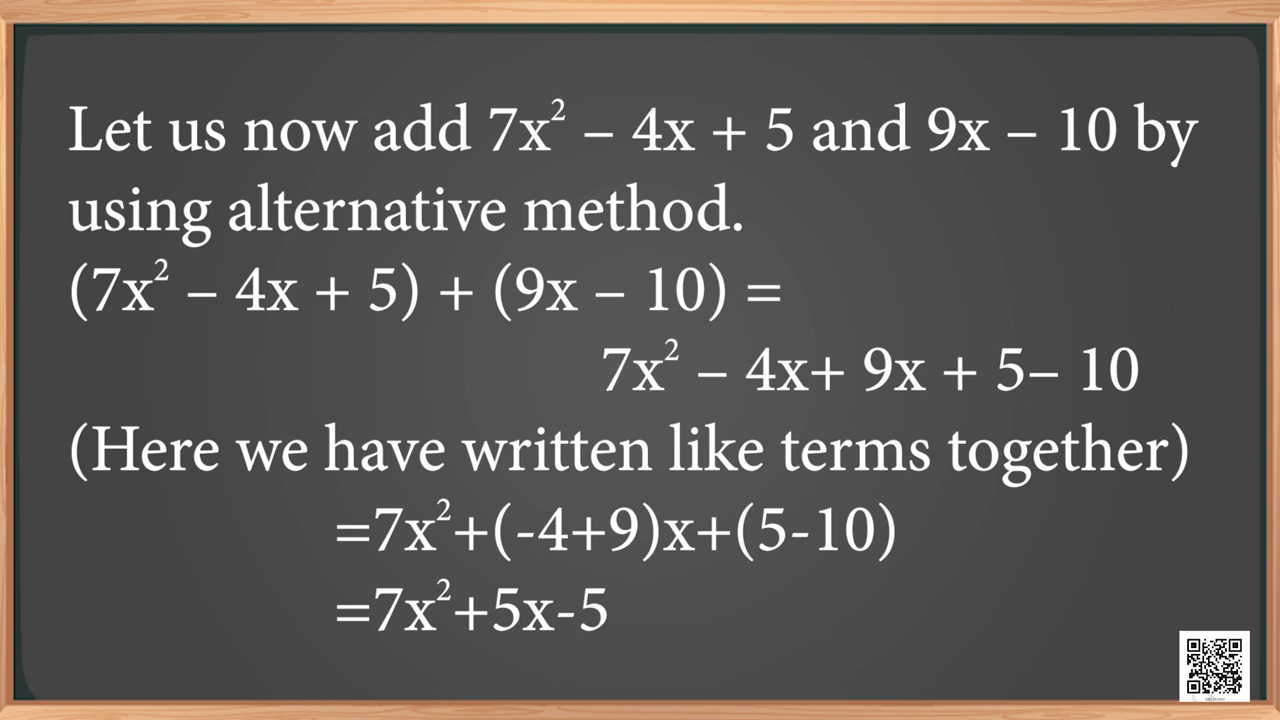 Let us now add 7x² – 4x + 5 and 9x – 10 by
using alternative method.
(7x² – 4x + 5) + (9x – 10) =
7x² – 4x+ 9x + 5– 10
(Here we have written like terms together)
=7x²+(-4+9)x+(5-10)
=7x²+5x-5